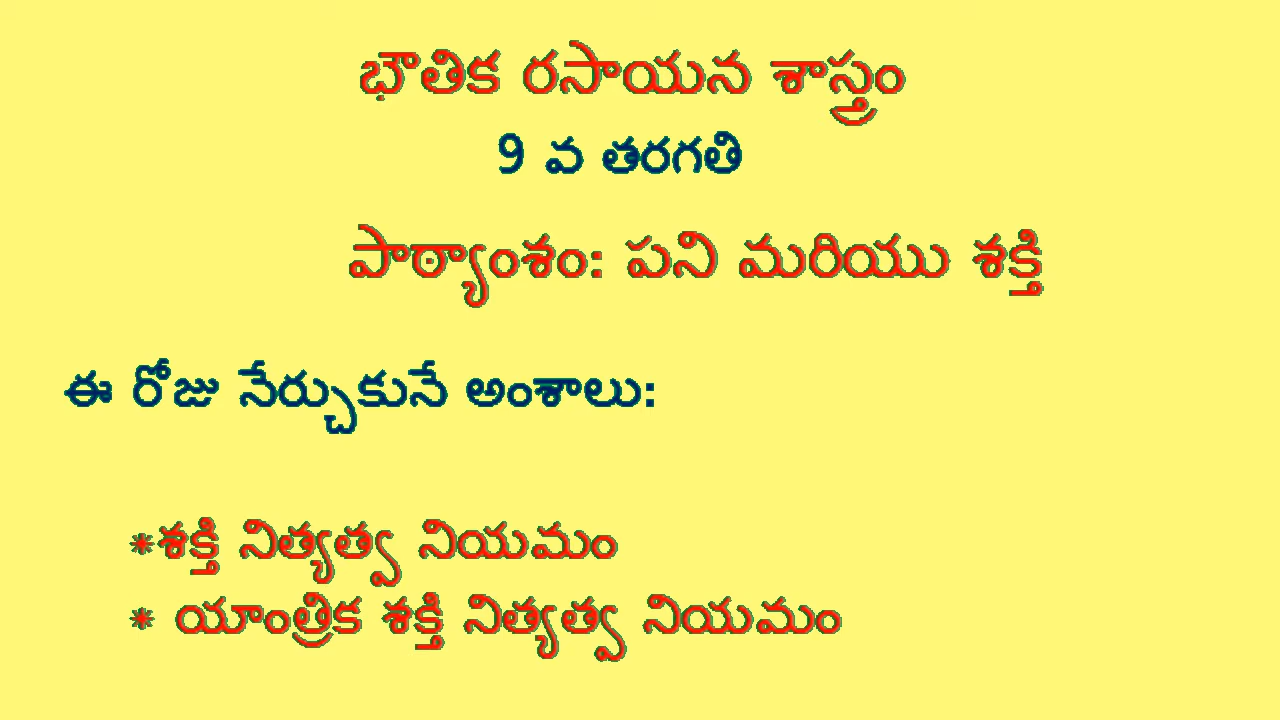 భౌతిక రసాయన శాస్త్రం
9 వ తరగతి
పాఠ్యాంశం: పని మరియు శక్తి
ఈ రోజు నేర్చుకునే అంశాలు:
*శక్తి నిత్యత్వ నియమం
* యాంత్రిక శక్తి నిత్యత్వ నియమం